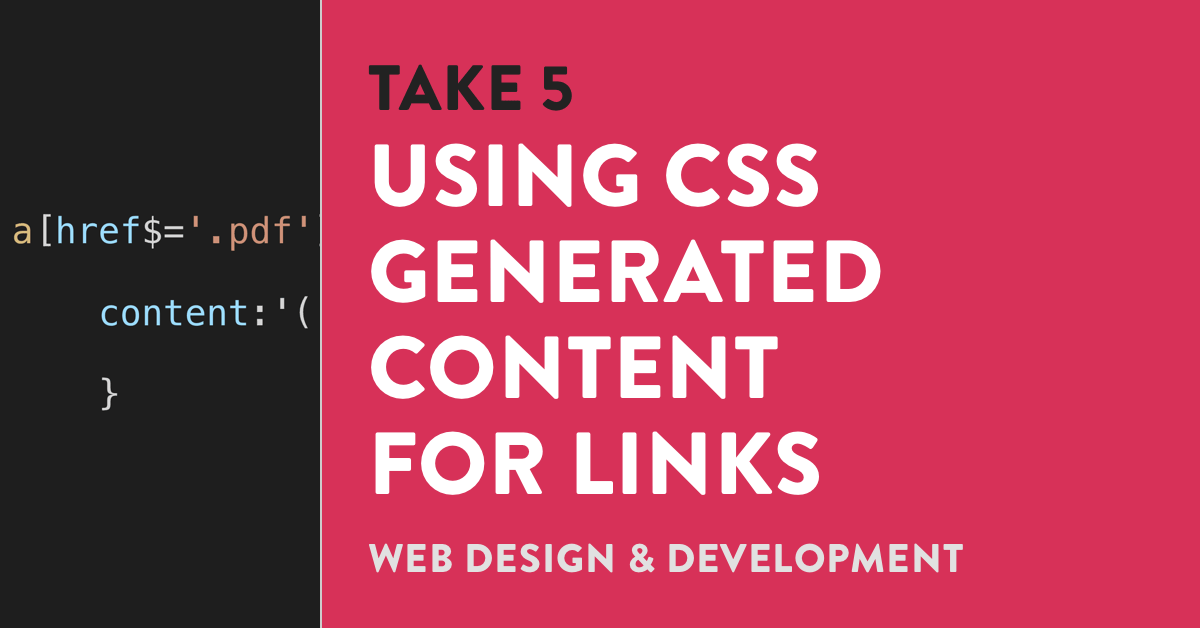 a[href$='.pdf']
content:'(
}
TAKE 5
USING CSS
GENERATED
CONTENT
FOR LINKS
WEB DESIGN & DEVELOPMENT